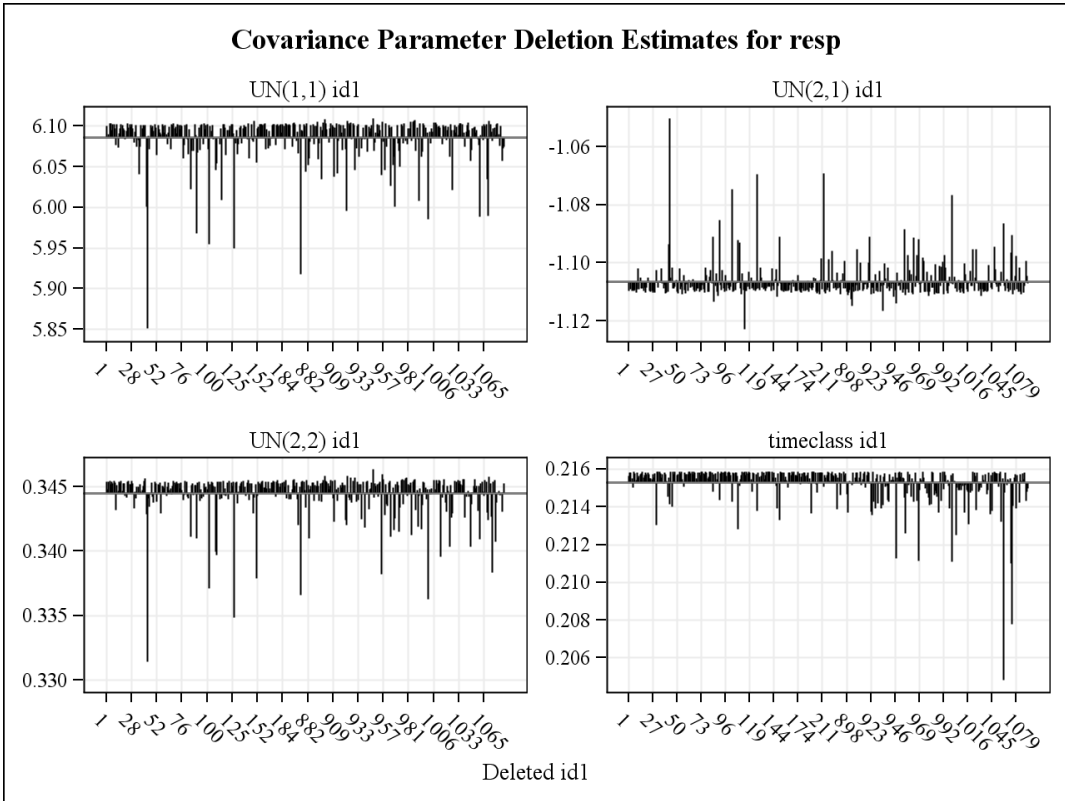 Covariance Parameter Deletion Estimates for resp
UN(1,1) id1
6.10
6.05
6.00
5.95
5.90
5.85
1 28 52 76 100 125 152 184 882 909 933 957 981 1006 1033 1065
UN(2,1) id1
-1.06
-1.08
-1.10
-1.12
1 27 50 73 96 119 144 174 211 898 923 946 969 992 1016 1045 1079
UN(2,2) id1
0.345
0.340
0.335
0.330
1 28 52 76 100 125 152 184 882 909 933 957 981 1006 1033 1065
timeclass id1
0.216
0.214
0.212
0.210
0.208
0.206
1 27 50 73 96 119 144 174 211 898 923 946 969 992 1016 1045 1079
Deleted id1